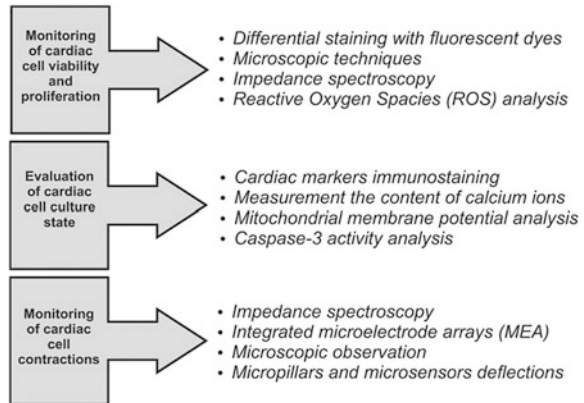 Monitoring
of cardiac
cell viability
and
proliferation
• Differential staining with fluorescent dyes
• Microscopic techniques
• Impedance spectroscopy
• Reactive Oxygen Spacies (ROS) analysis
Evaluation
of cardiac
cell culture
state
• Cardiac markers immunostaining
• Measurement the content of calcium ions
• Mitochondrial membrane potential analysis
• Caspase-3 activity analysis
Monitoring
of cardiac
cell
contractions
• Impedance spectroscopy
• Integrated microelectrode arrays (MEA)
• Microscopic observation
• Micropillars and microsensors deflections